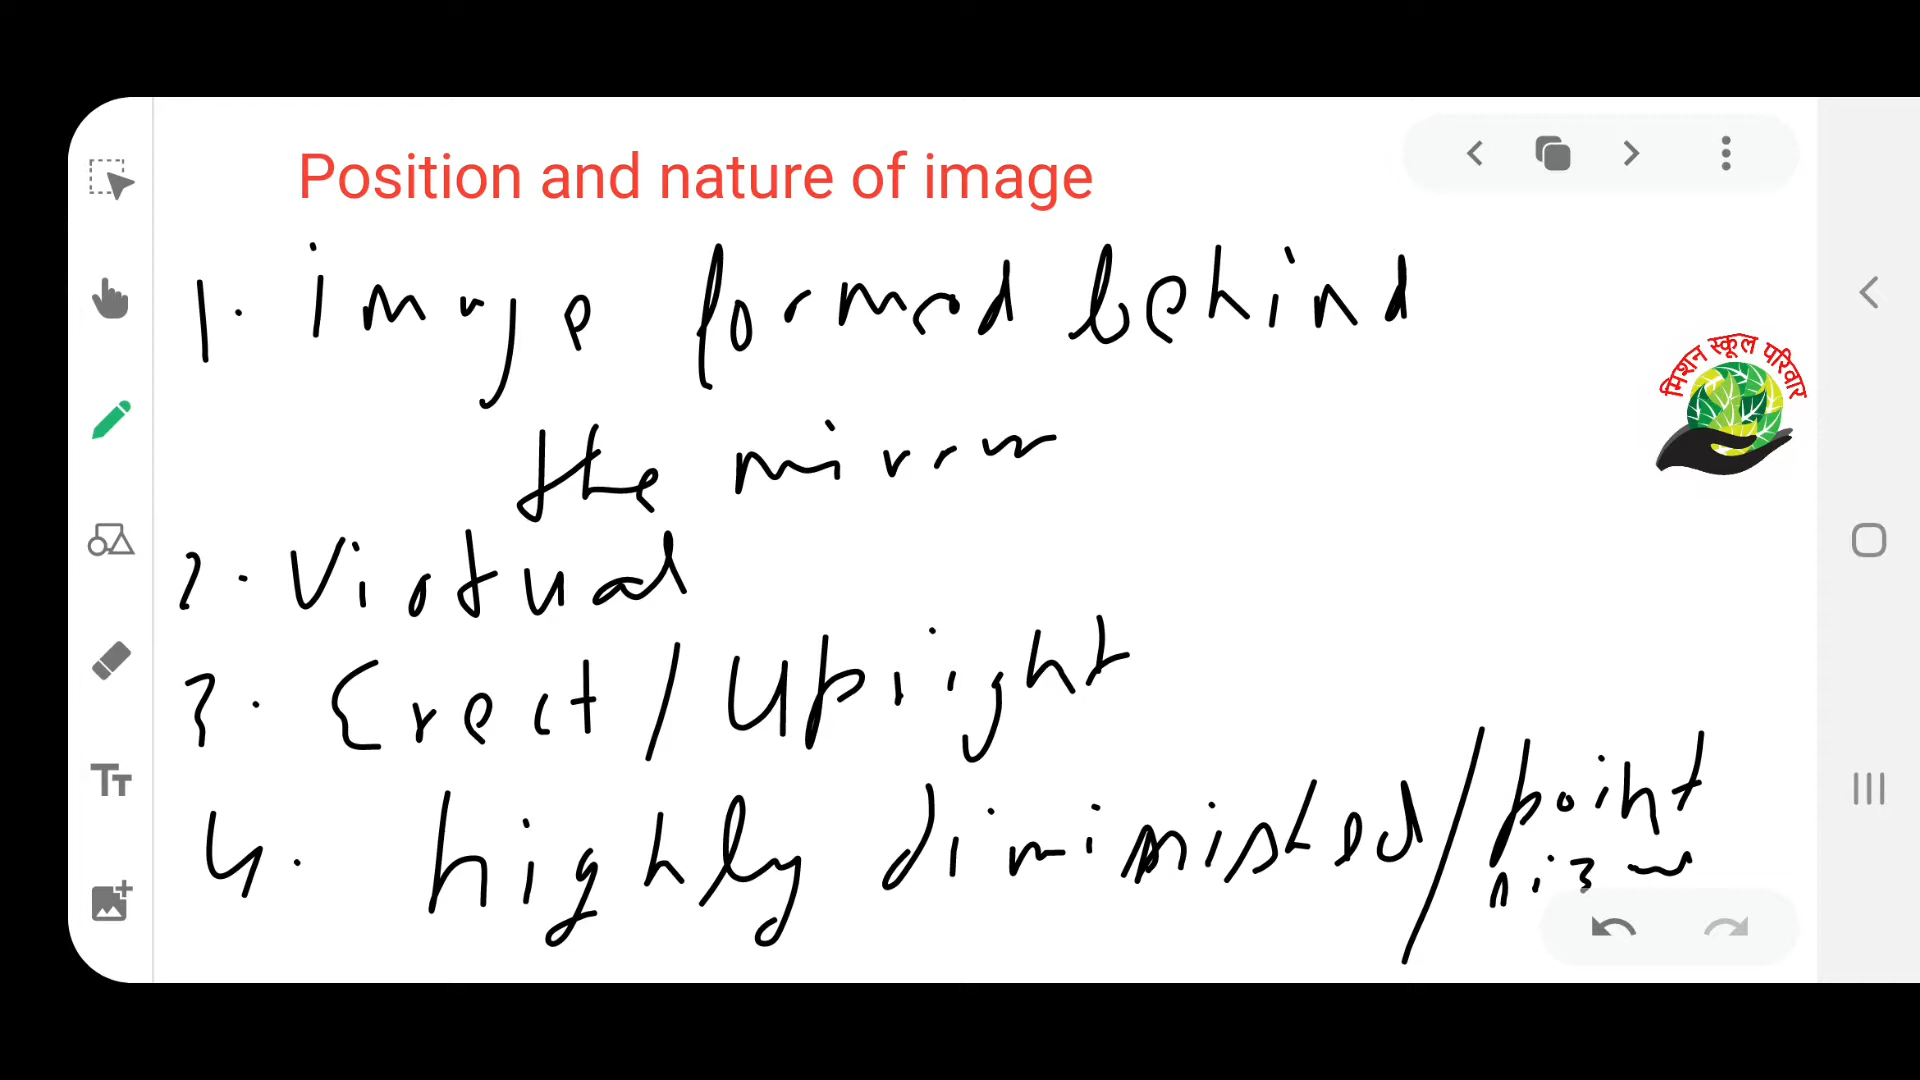 Position and nature of image
1. image formed behind
the mirror
2. Virtual
3. Erect / Upright
4. highly diminished / point
size
मिशन स्कूल परिवार